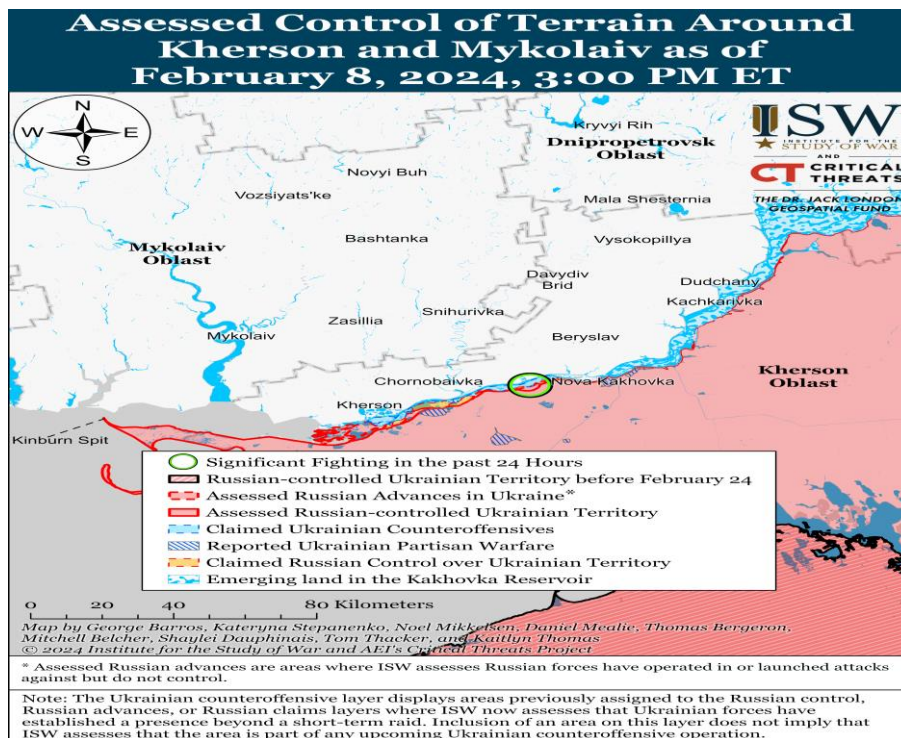 Assessed Control of Terrain Around
Kherson and Mykolaiv as of
February 8, 2024, 3:00 PM ET
N
W E
S
ISW
INSTITUTE FOR THE
STUDY OF WAR
AND
CT CRITICAL
THREATS
THE DR. JACK LONDON
GEOSPATIAL FUND
Kryvyi Rih
Dnipropetrovsk
Oblast
Novyi Buh
Vozsiyats'ke
Mala Shesternia
Mykolaiv
Oblast
Bashtanka
Vysokopillya
Davydiv
Brid
Dudchany
Kachkarivka
Snihurivka
Zasillia
Mykolaiv
Beryslav
Chornobaivka
Nova Kakhovka
Kherson
Oblast
Kherson
Kinburn Spit
Significant Fighting in the past 24 Hours
Russian-controlled Ukrainian Territory before February 24
Assessed Russian Advances in Ukraine*
Assessed Russian-controlled Ukrainian Territory
Claimed Ukrainian Counteroffensives
Reported Ukrainian Partisan Warfare
Claimed Russian Control over Ukrainian Territory
Emerging land in the Kakhovka Reservoir
0 20 40 80 Kilometers
Map by George Barros, Kateryna Stepanenko, Noel Mikkelsen, Daniel Mealie, Thomas Bergeron,
Mitchell Belcher, Shaylei Dauphinais, Tom Thacker, and Kaitlyn Thomas
© 2024 Institute for the Study of War and AEI's Critical Threats Project
* Assessed Russian advances are areas where ISW assesses Russian forces have operated in or launched attacks
against but do not control.
Note: The Ukrainian counteroffensive layer displays areas previously assigned to the Russian control,
Russian advances, or Russian claims layers where ISW now assesses that Ukrainian forces have
established a presence beyond a short-term raid. Inclusion of an area on this layer does not imply that
ISW assesses that the area is part of any upcoming Ukrainian counteroffensive operation.